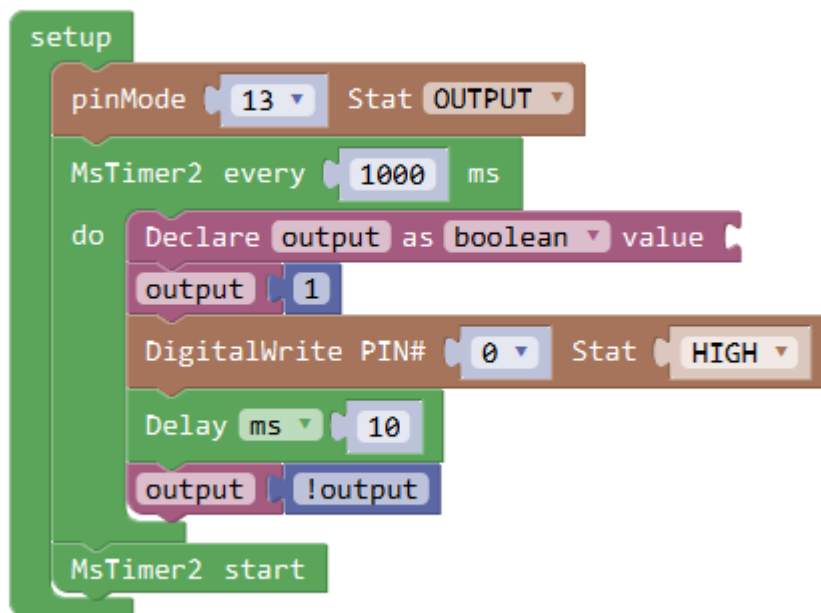 setup
pinMode 13 Stat OUTPUT
MsTimer2 every 1000 ms
do Declare output as boolean value
output 1
DigitalWrite PIN# 0 Stat HIGH
Delay ms 10
output !output
MsTimer2 start